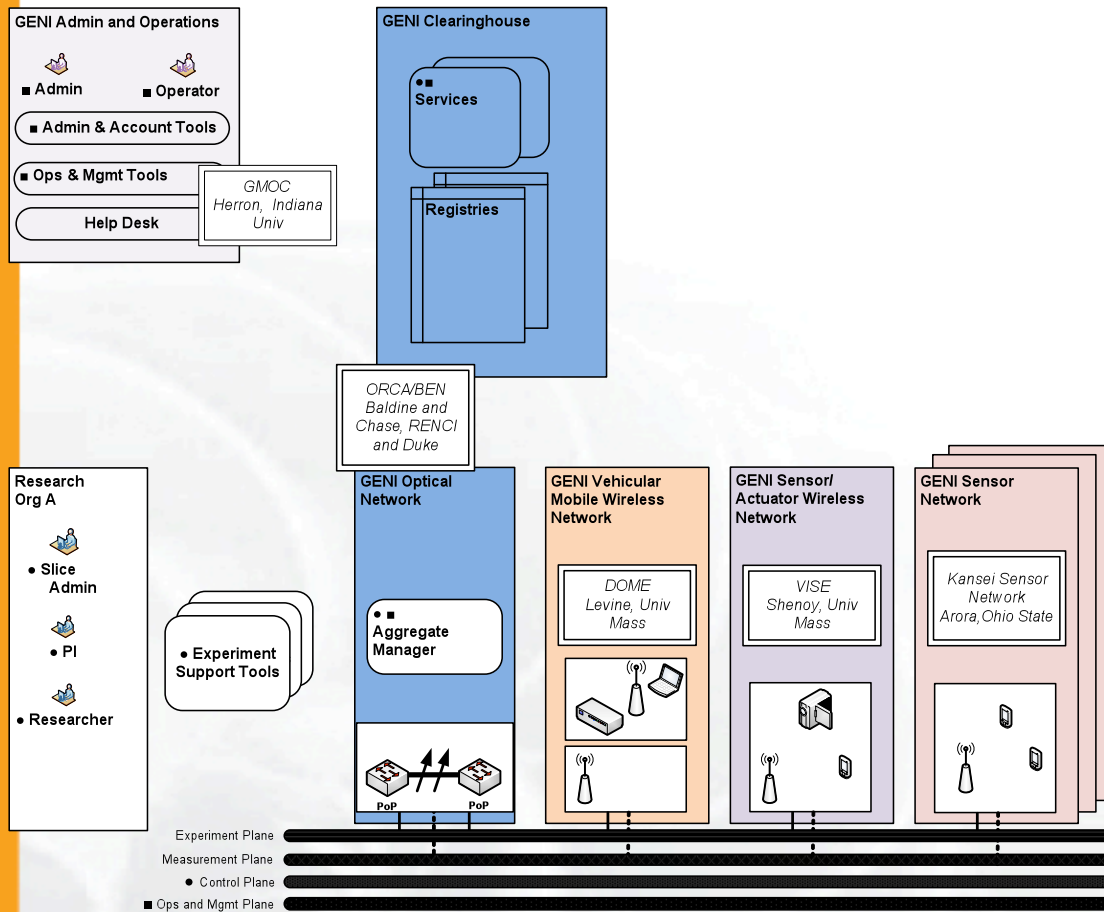 GENI Admin and Operations
■ Admin
■ Operator
■ Admin & Account Tools
■ Ops & Mgmt Tools
Help Desk
GMOC
Herron, Indiana
Univ
GENI Clearinghouse
● ■
Services
Registries
ORCA/BEN
Baldine and
Chase, RENCI
and Duke
Research
Org A
● Slice
Admin
● PI
● Researcher
● Experiment
Support Tools
GENI Optical
Network
● ■
Aggregate
Manager
PoP
PoP
GENI Vehicular
Mobile Wireless
Network
DOME
Levine, Univ
Mass
GENI Sensor/
Actuator Wireless
Network
VISE
Shenoy, Univ
Mass
GENI Sensor
Network
Kansei Sensor
Network
Arora,Ohio State
Experiment Plane
Measurement Plane
● Control Plane
■ Ops and Mgmt Plane